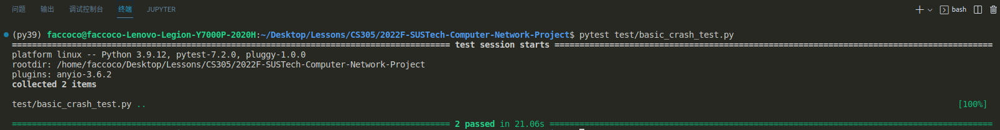 问题 输出 调试控制台 终端 JUPYTER bash
(py39) faccoco@faccoco-Lenovo-Legion-Y7000P-2020H:~/Desktop/Lessons/CS305/2022F-SUSTech-Computer-Network-Project$ pytest test/basic_crash_test.py
======================================================================================== test session starts ========================================================================================
platform linux -- Python 3.9.12, pytest-7.2.0, pluggy-1.0.0
rootdir: /home/faccoco/Desktop/Lessons/CS305/2022F-SUSTech-Computer-Network-Project
plugins: anyio-3.6.2
collected 2 items
test/basic_crash_test.py .. [100%]
======================================================================================== 2 passed in 21.06s =========================================================================================